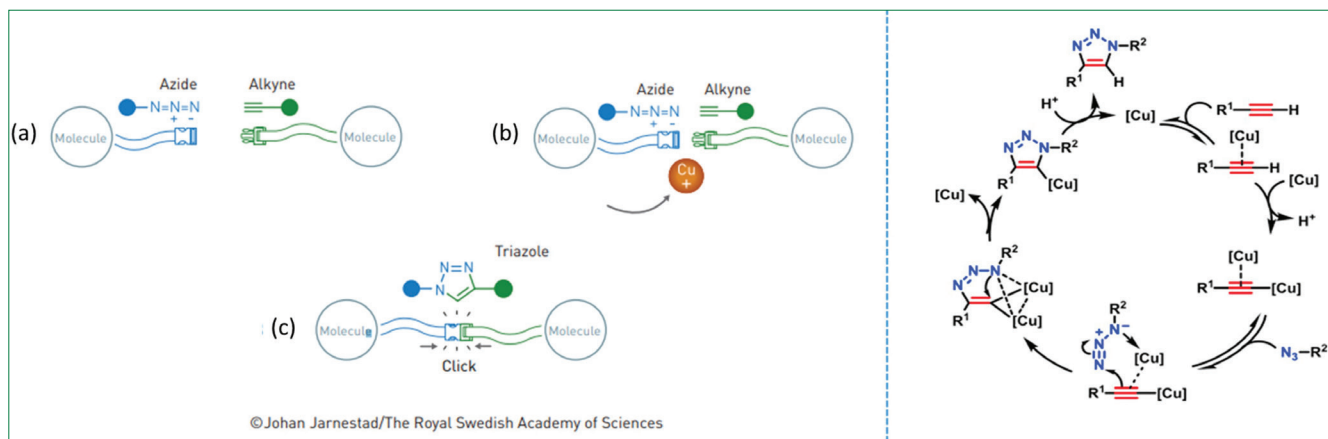 Azide
Alkyne
N=N=N
+ -
(a)
Molecule
Molecule
Azide
Alkyne
N=N=N
+ -
(b)
Molecule
Molecule
Cu
+
Triazole
N=N
N
(c)
Molecule
Molecule
Click
©Johan Jarnestad/The Royal Swedish Academy of Sciences
N
N
N
R²
R¹
H
H⁺
[Cu]
R¹
H
[Cu]
R¹
H
[Cu]
H⁺
[Cu]
R¹
[Cu]
N₃
R²
R²
N
+
N
N
–
[Cu]
R¹
[Cu]
R²
N
N
N
[Cu]
[Cu]
R¹
[Cu]
N
N
N
R²
R¹
[Cu]